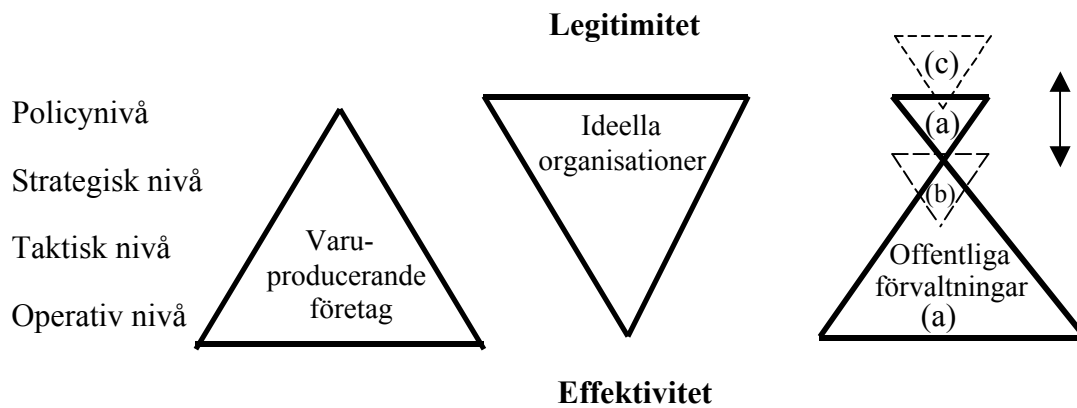 Legitimitet
(c)
Policynivå
(a)
Ideella
organisationer
Strategisk nivå
(b)
Taktisk nivå
Varu-
producerande
företag
Offentliga
förvaltningar
(a)
Operativ nivå
Effektivitet